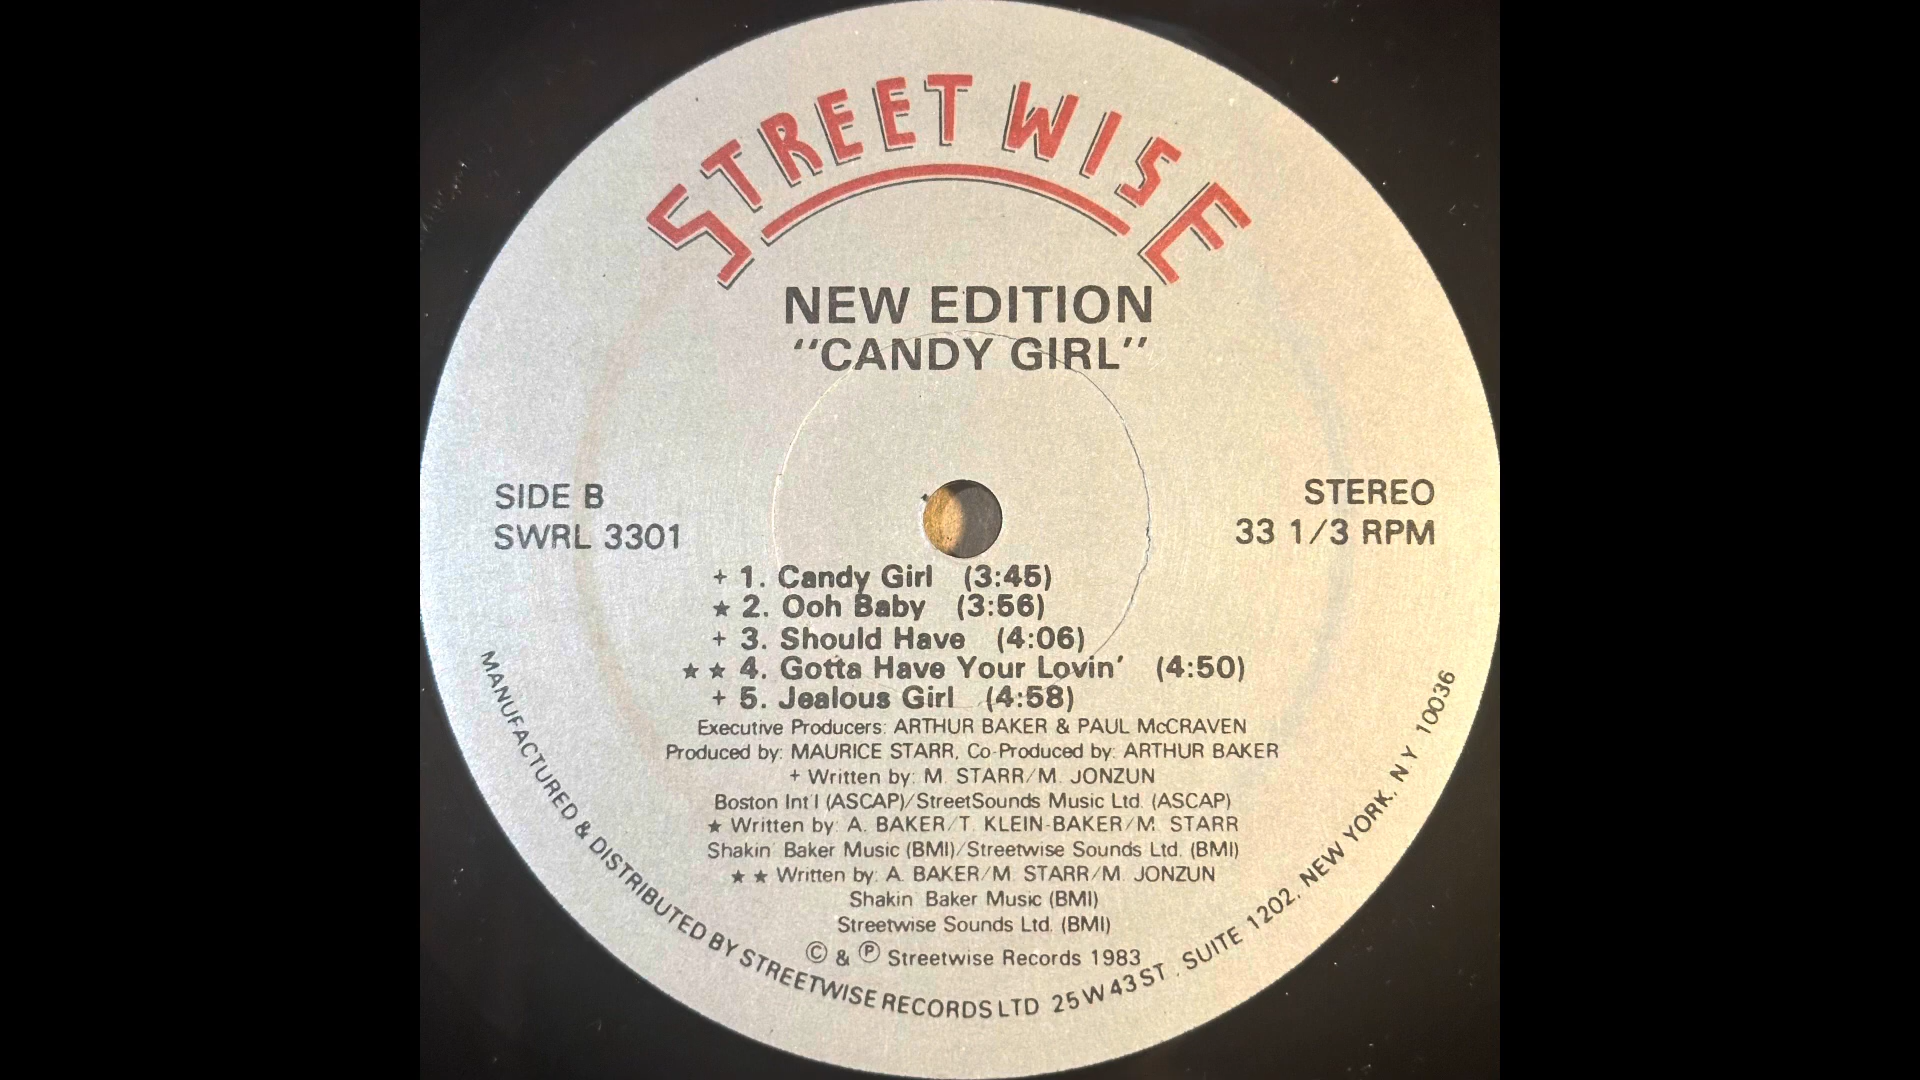 STREETWISE
NEW EDITION
"CANDY GIRL"
SIDE B
SWRL 3301
STEREO
33 1/3 RPM
+ 1. Candy Girl (3:45)
★ 2. Ooh Baby (3:56)
+ 3. Should Have (4:06)
★ ★ 4. Gotta Have Your Lovin' (4:50)
+ 5. Jealous Girl (4:58)
Executive Producers: ARTHUR BAKER & PAUL McCRAVEN
Produced by: MAURICE STARR, Co-Produced by: ARTHUR BAKER
+ Written by: M. STARR/M. JONZUN
Boston Int'l (ASCAP)/StreetSounds Music Ltd. (ASCAP)
★ Written by: A. BAKER/T. KLEIN-BAKER/M. STARR
Shakin' Baker Music (BMI)/Streetwise Sounds Ltd. (BMI)
★ ★ Written by: A. BAKER/M. STARR/M. JONZUN
Shakin' Baker Music (BMI)
Streetwise Sounds Ltd. (BMI)
© & ℗ Streetwise Records 1983
MANUFACTURED & DISTRIBUTED BY STREETWISE RECORDS LTD 25 W 43 ST., SUITE 1202, NEW YORK, N Y 10036